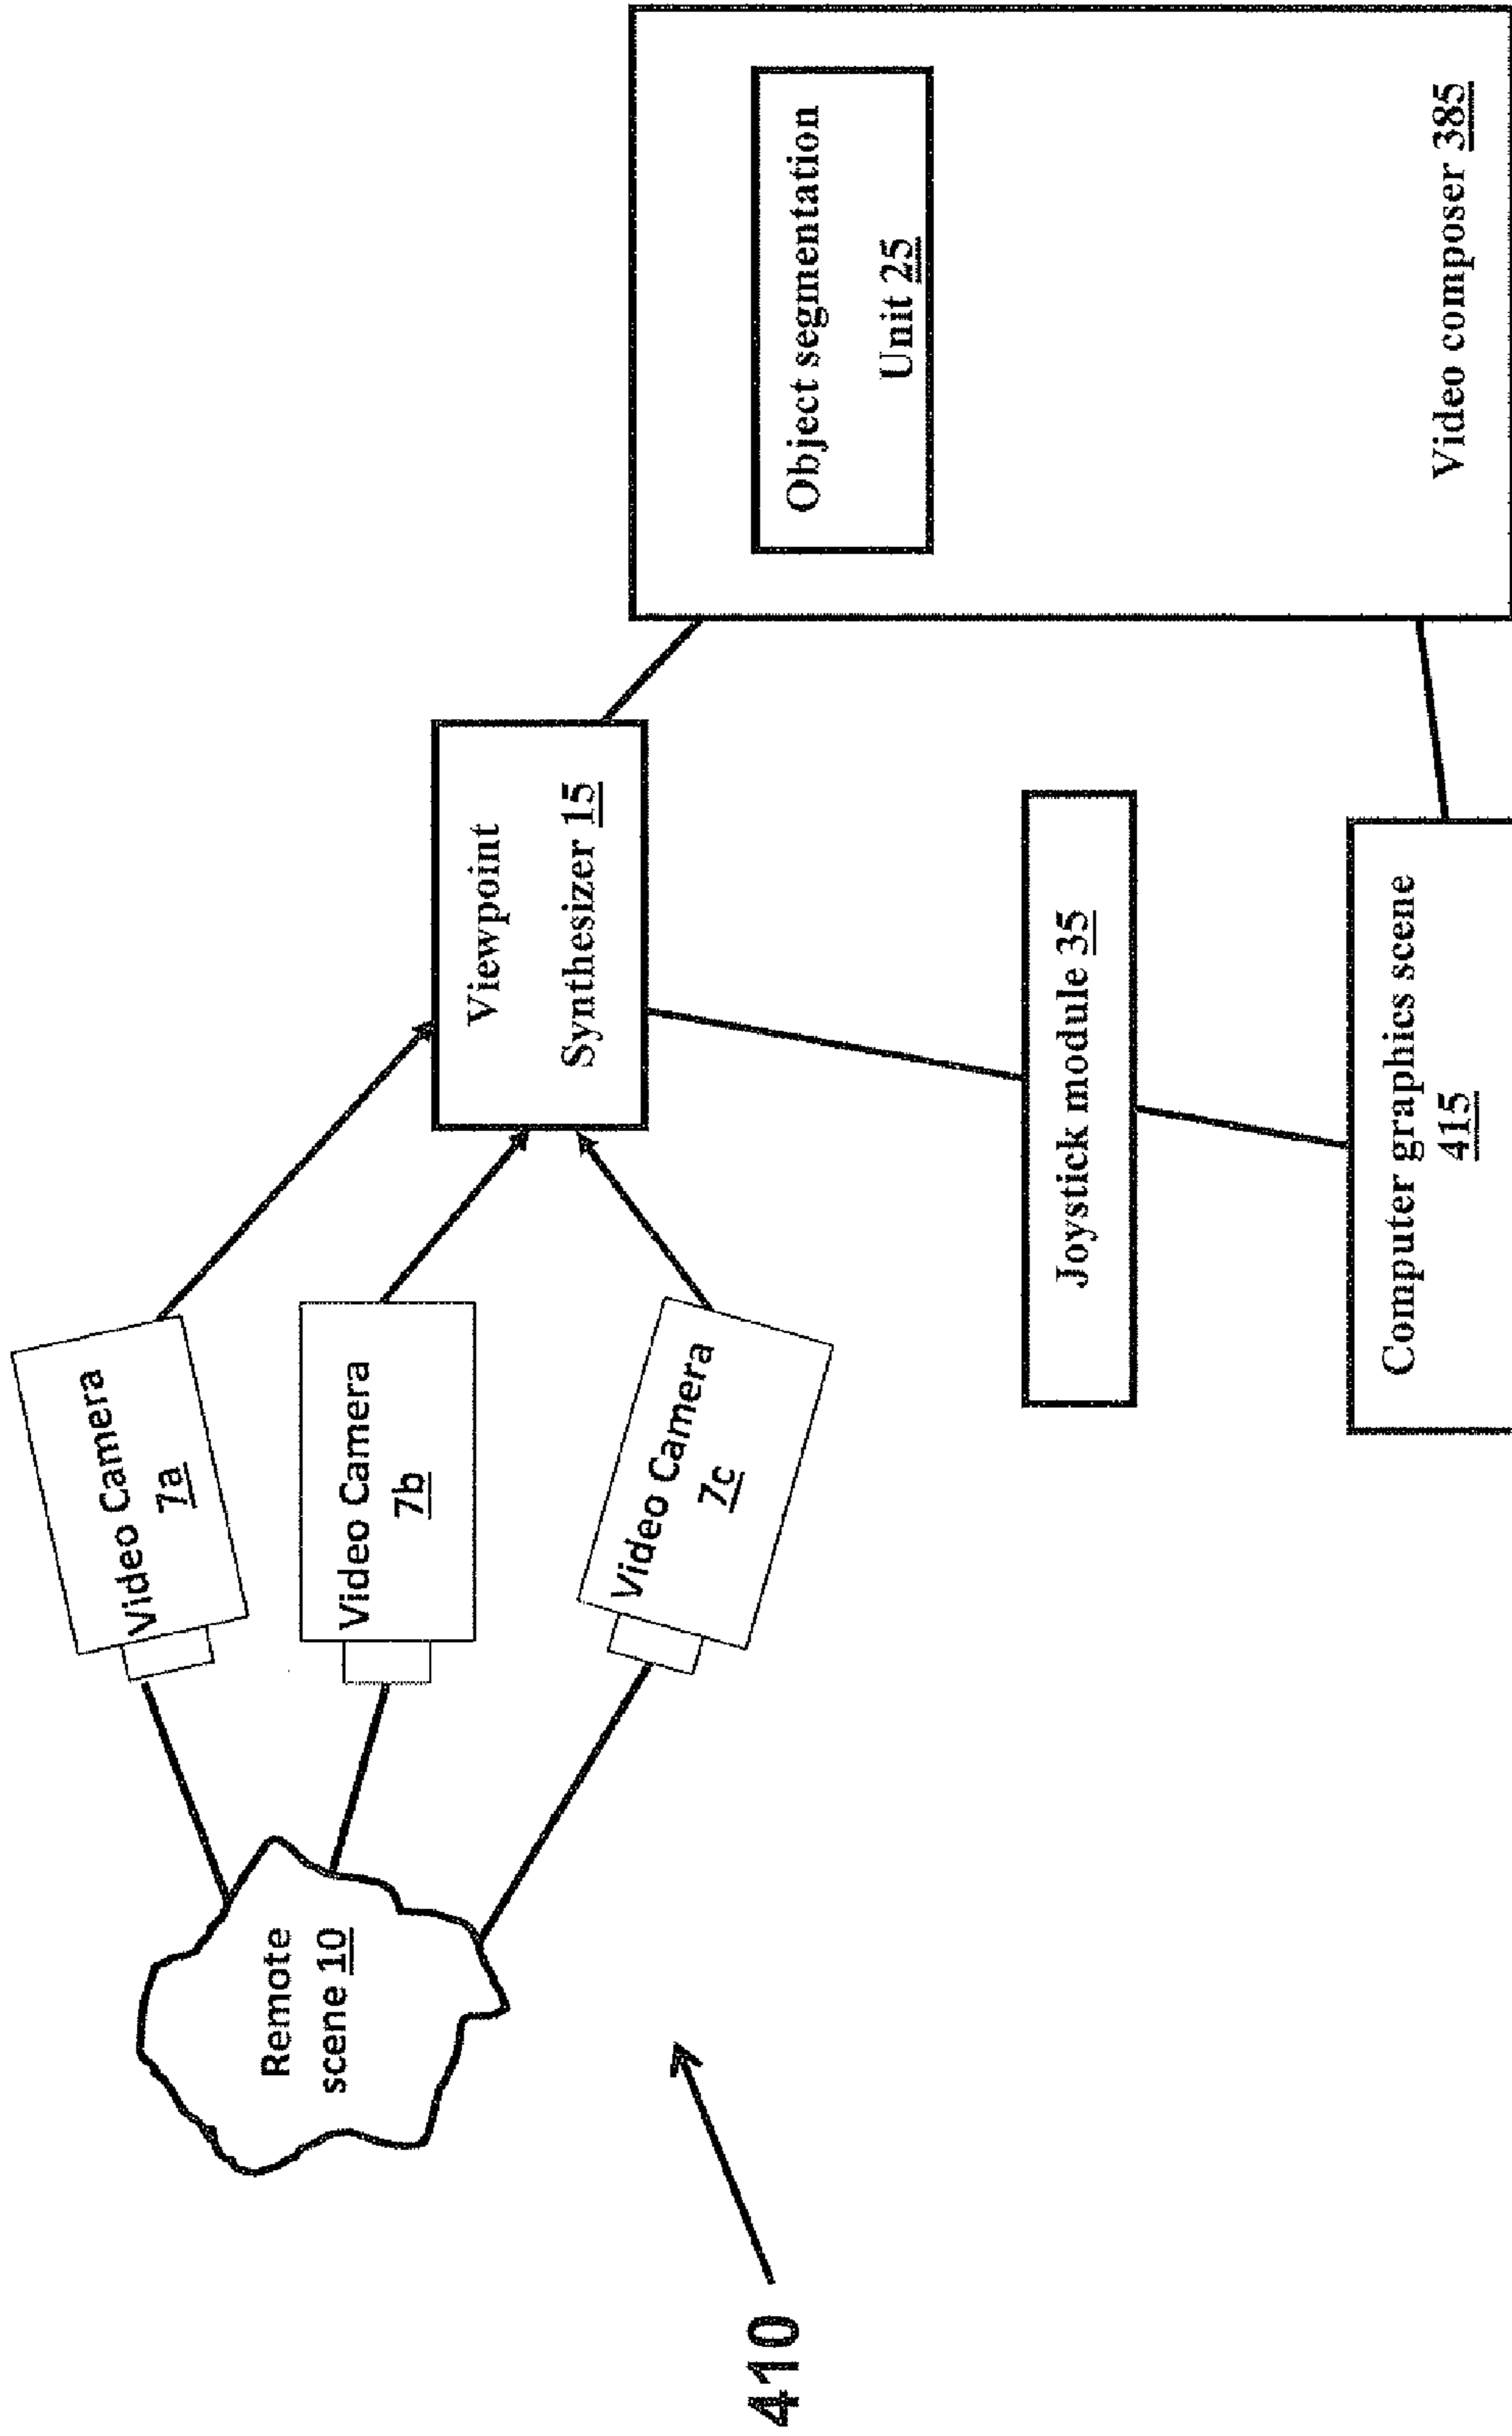 Remote
scene 10
Video Camera
7a
Video Camera
7b
Video Camera
7c
Viewpoint
Synthesizer 15
Object segmentation
Unit 25
Video composer 385
Joystick module 35
Computer graphics scene
415
410